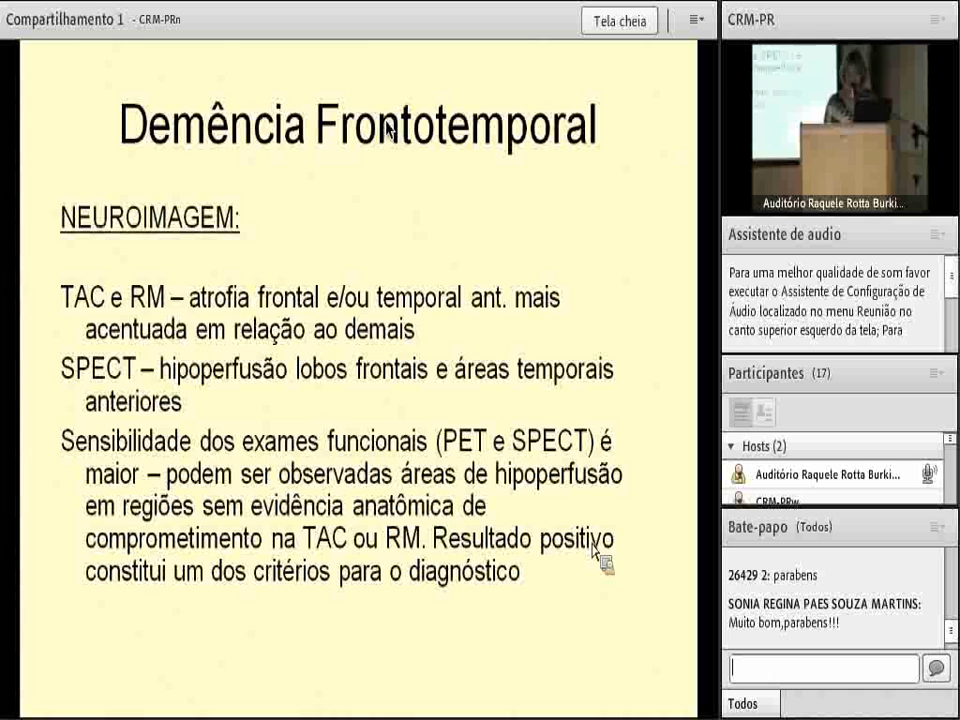 Compartilhamento 1 - CRM-PRn
Tela cheia
Demência Frontotemporal
NEUROIMAGEM:
TAC e RM – atrofia frontal e/ou temporal ant. mais
acentuada em relação ao demais
SPECT – hipoperfusão lobos frontais e áreas temporais
anteriores
Sensibilidade dos exames funcionais (PET e SPECT) é
maior – podem ser observadas áreas de hipoperfusão
em regiões sem evidência anatômica de
comprometimento na TAC ou RM. Resultado positivo
constitui um dos critérios para o diagnóstico
CRM-PR
Auditório Raquele Rotta Burki...
Assistente de audio
Para uma melhor qualidade de som favor
executar o Assistente de Configuração de
Áudio localizado no menu Reunião no
canto superior esquerdo da tela; Para
Participantes (17)
Hosts (2)
Auditório Raquele Rotta Burki...
CRM-PRw
Bate-papo (Todos)
26429 2: parabens
SONIA REGINA PAES SOUZA MARTINS:
Muito bom,parabens!!!
Todos